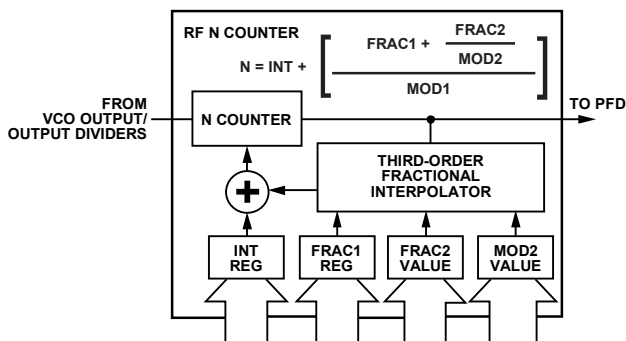 RF N COUNTER
N = INT +
FRAC1 +
FRAC2
MOD2
MOD1
FROM
VCO OUTPUT/
OUTPUT DIVIDERS
N COUNTER
TO PFD
THIRD-ORDER
FRACTIONAL
INTERPOLATOR
+
INT
REG
FRAC1
REG
FRAC2
VALUE
MOD2
VALUE